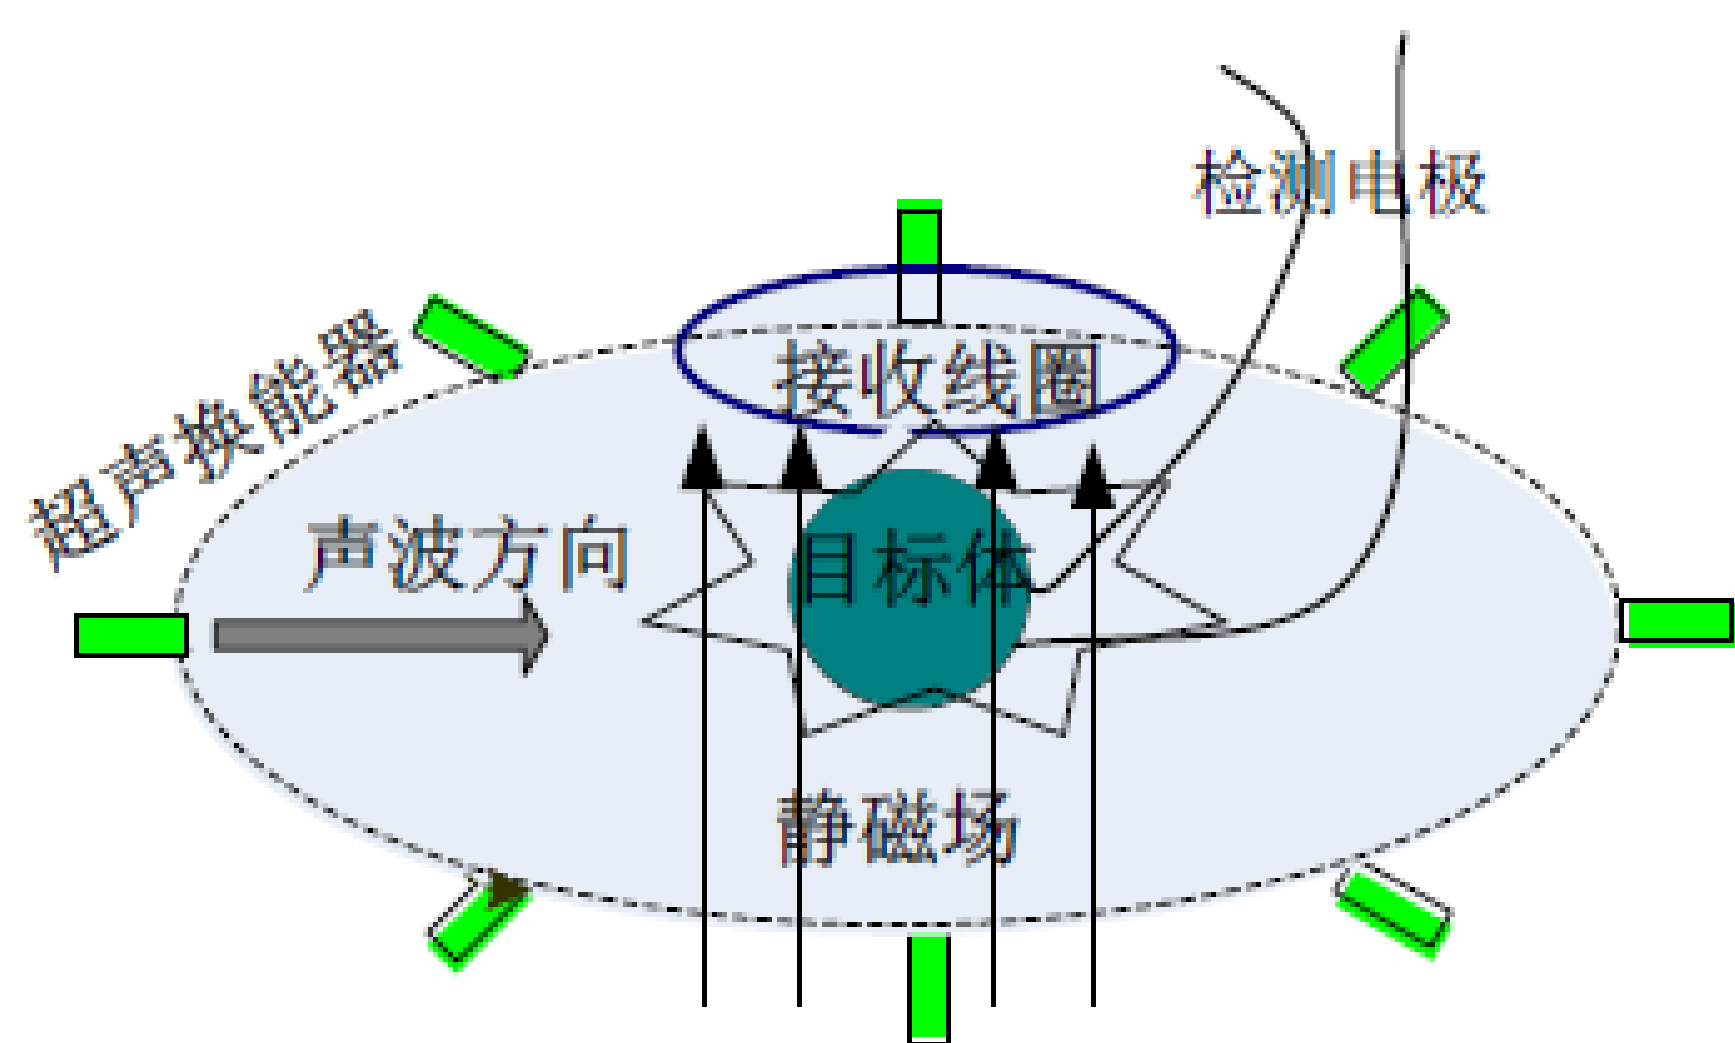 检测电极
超声换能器
接收线圈
声波方向
目标体
静磁场